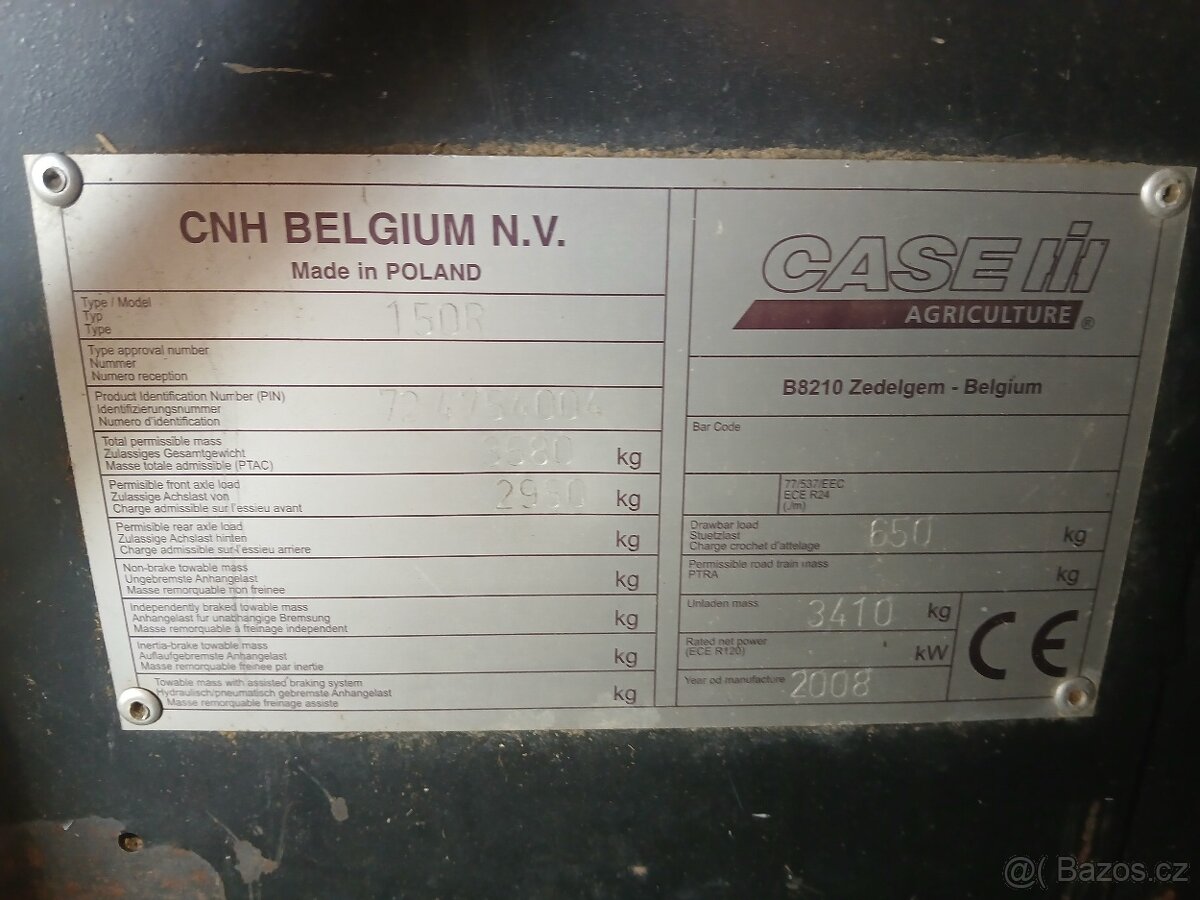 CNH BELGIUM N.V.
Made in POLAND
Type / Model
Typ
Type
150R
Type approval number
Nummer
Numero reception
Product Identification Number (PIN)
Identifizierungsnummer
Numero d'identification
724754004
Total permissible mass
Zulassiges Gesamtgewicht
Masse totale admissible (PTAC)
kg
Permisible front axle load
Zulassige Achslast von
Charge admissible sur l'essieu avant
kg
Permisible rear axle load
Zulassige Achslast hinten
Charge admissible sur l'essieu arriere
kg
Non-brake towable mass
Ungebremste Anhangelast
Masse remorquable non freinee
kg
Independently braked towable mass
Anhangelast fur unabhangige Bremsung
Masse remorquable a freinage independent
kg
Inertia-brake towable mass
Auflaufgebremste Anhangelast
Masse remorquable freinee par inertie
kg
Towable mass with assisted braking system
Hydraulisch/pneumatisch gebremste Anhangelast
Masse remorquable freinage assiste
kg
CASE IH
AGRICULTURE ®
B8210 Zedelgem - Belgium
Bar Code
77/537/EEC
ECE R24
(./m)
Drawbar load
Stuetzlast
Charge crochet d'attelage
650 kg
Permissible road train mass
PTRA
kg
Unladen mass 3410 kg
Rated net power
(ECE R120)
kW
Year od manufacture 2008
CE
@( Bazos.cz